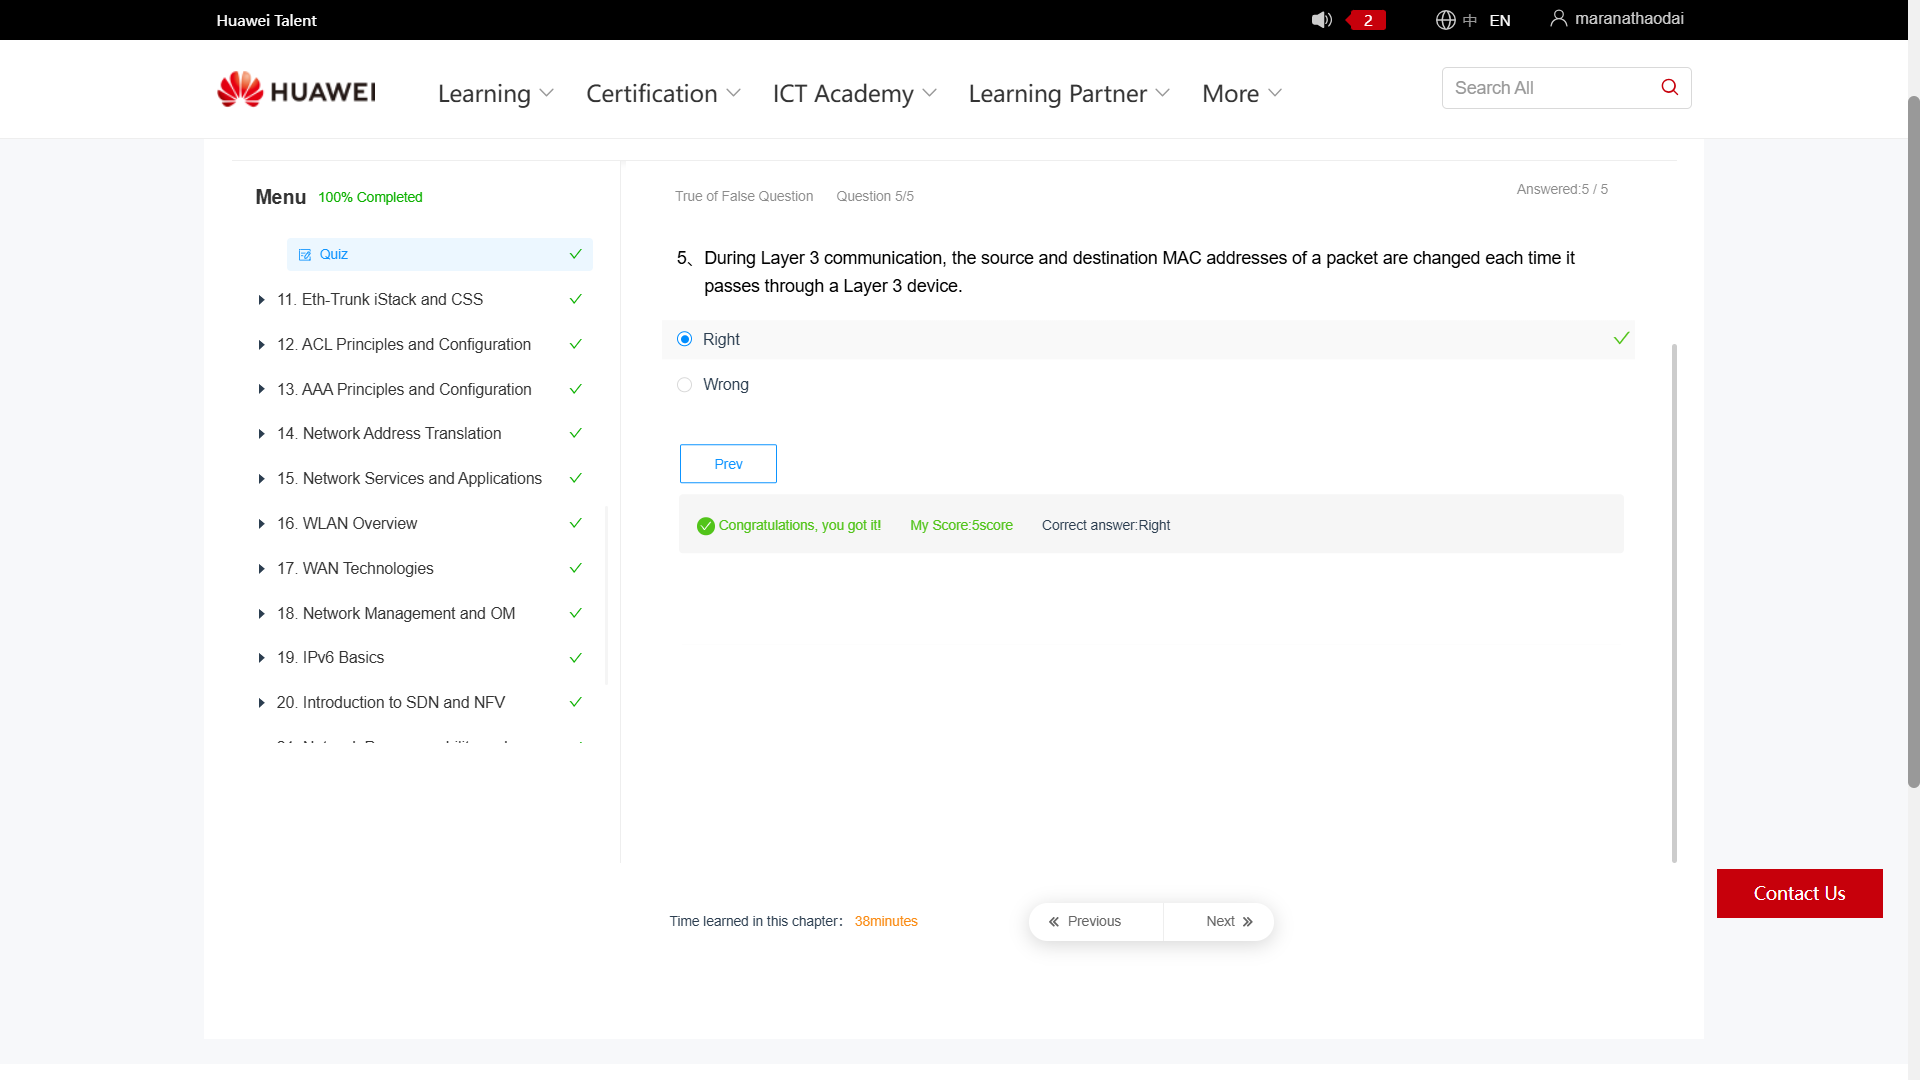 Huawei Talent
2
中 EN
maranathaodai
HUAWEI
Learning
Certification
ICT Academy
Learning Partner
More
Search All
Menu 100% Completed
Quiz
11. Eth-Trunk iStack and CSS
12. ACL Principles and Configuration
13. AAA Principles and Configuration
14. Network Address Translation
15. Network Services and Applications
16. WLAN Overview
17. WAN Technologies
18. Network Management and OM
19. IPv6 Basics
20. Introduction to SDN and NFV
True of False Question Question 5/5
Answered:5 / 5
5、During Layer 3 communication, the source and destination MAC addresses of a packet are changed each time it
passes through a Layer 3 device.
Right
Wrong
Prev
Congratulations, you got it! My Score:5score Correct answer:Right
Time learned in this chapter： 38minutes
Previous
Next
Contact Us